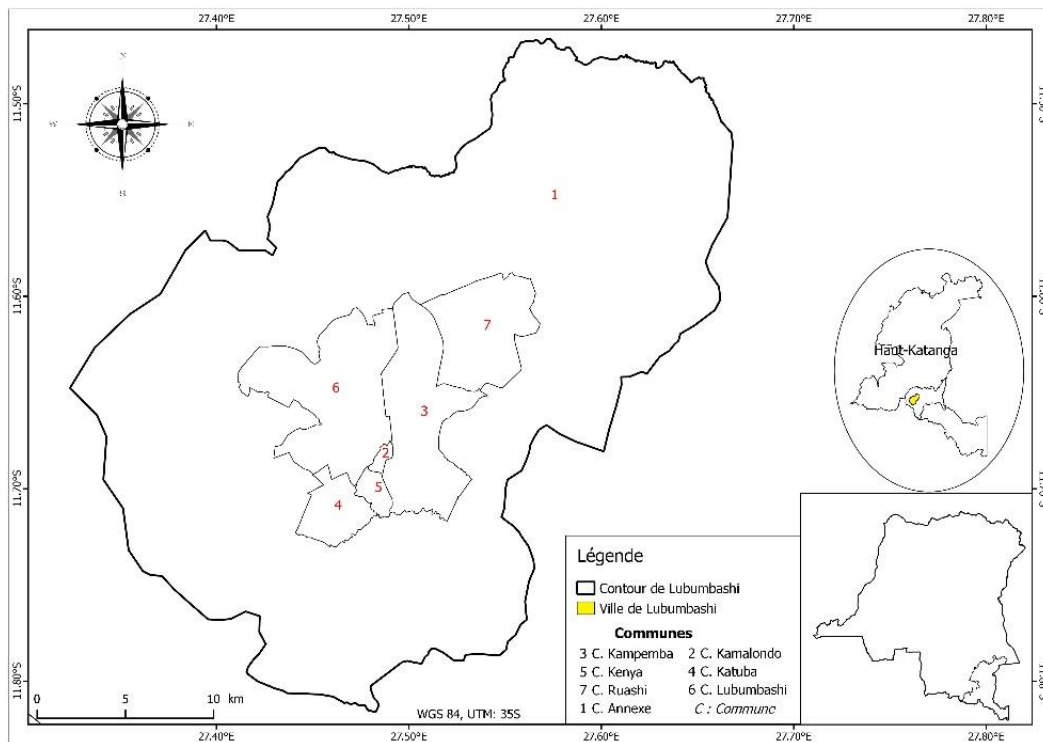 27.40°E 27.50°E 27.60°E 27.70°E 27.80°E
N
W E
S
11.50°S
1
11.60°S
7
Haut-Katanga
6
3
2
5
4
11.70°S
Légende
Contour de Lubumbashi
Ville de Lubumbashi
Communes
3 C. Kampemba 2 C. Kamalondo
5 C. Kenya 4 C. Katuba
7 C. Ruashi 6 C. Lubumbashi
1 C. Annexe C : Commune
11.80°S
0 5 10 km
WGS 84, UTM: 35S
27.40°E 27.50°E 27.60°E 27.70°E 27.80°E